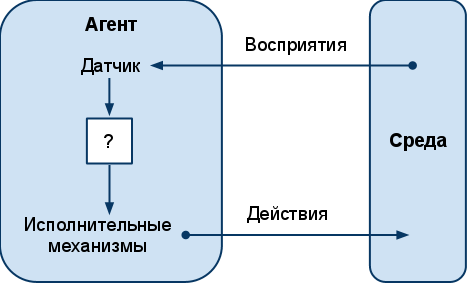 Агент
Восприятия
Датчик
?
Среда
Исполнительные
механизмы
Действия